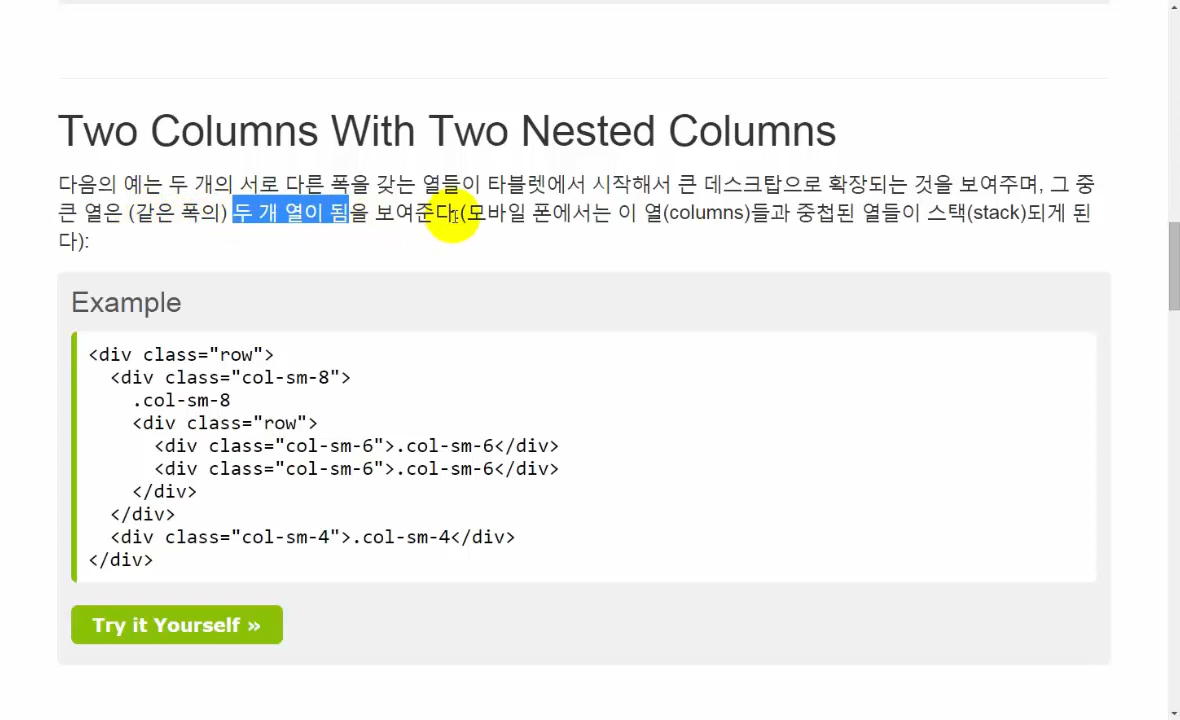 Two Columns With Two Nested Columns
다음의 예는 두 개의 서로 다른 폭을 갖는 열들이 타블렛에서 시작해서 큰 데스크탑으로 확장되는 것을 보여주며, 그 중
큰 열은 (같은 폭의) 두 개 열이 됨을 보여준다.(모바일 폰에서는 이 열(columns)들과 중첩된 열들이 스택(stack)되게 된
다):
Example
<div class="row">
  <div class="col-sm-8">
    .col-sm-8
    <div class="row">
      <div class="col-sm-6">.col-sm-6</div>
      <div class="col-sm-6">.col-sm-6</div>
    </div>
  </div>
  <div class="col-sm-4">.col-sm-4</div>
</div>
Try it Yourself »